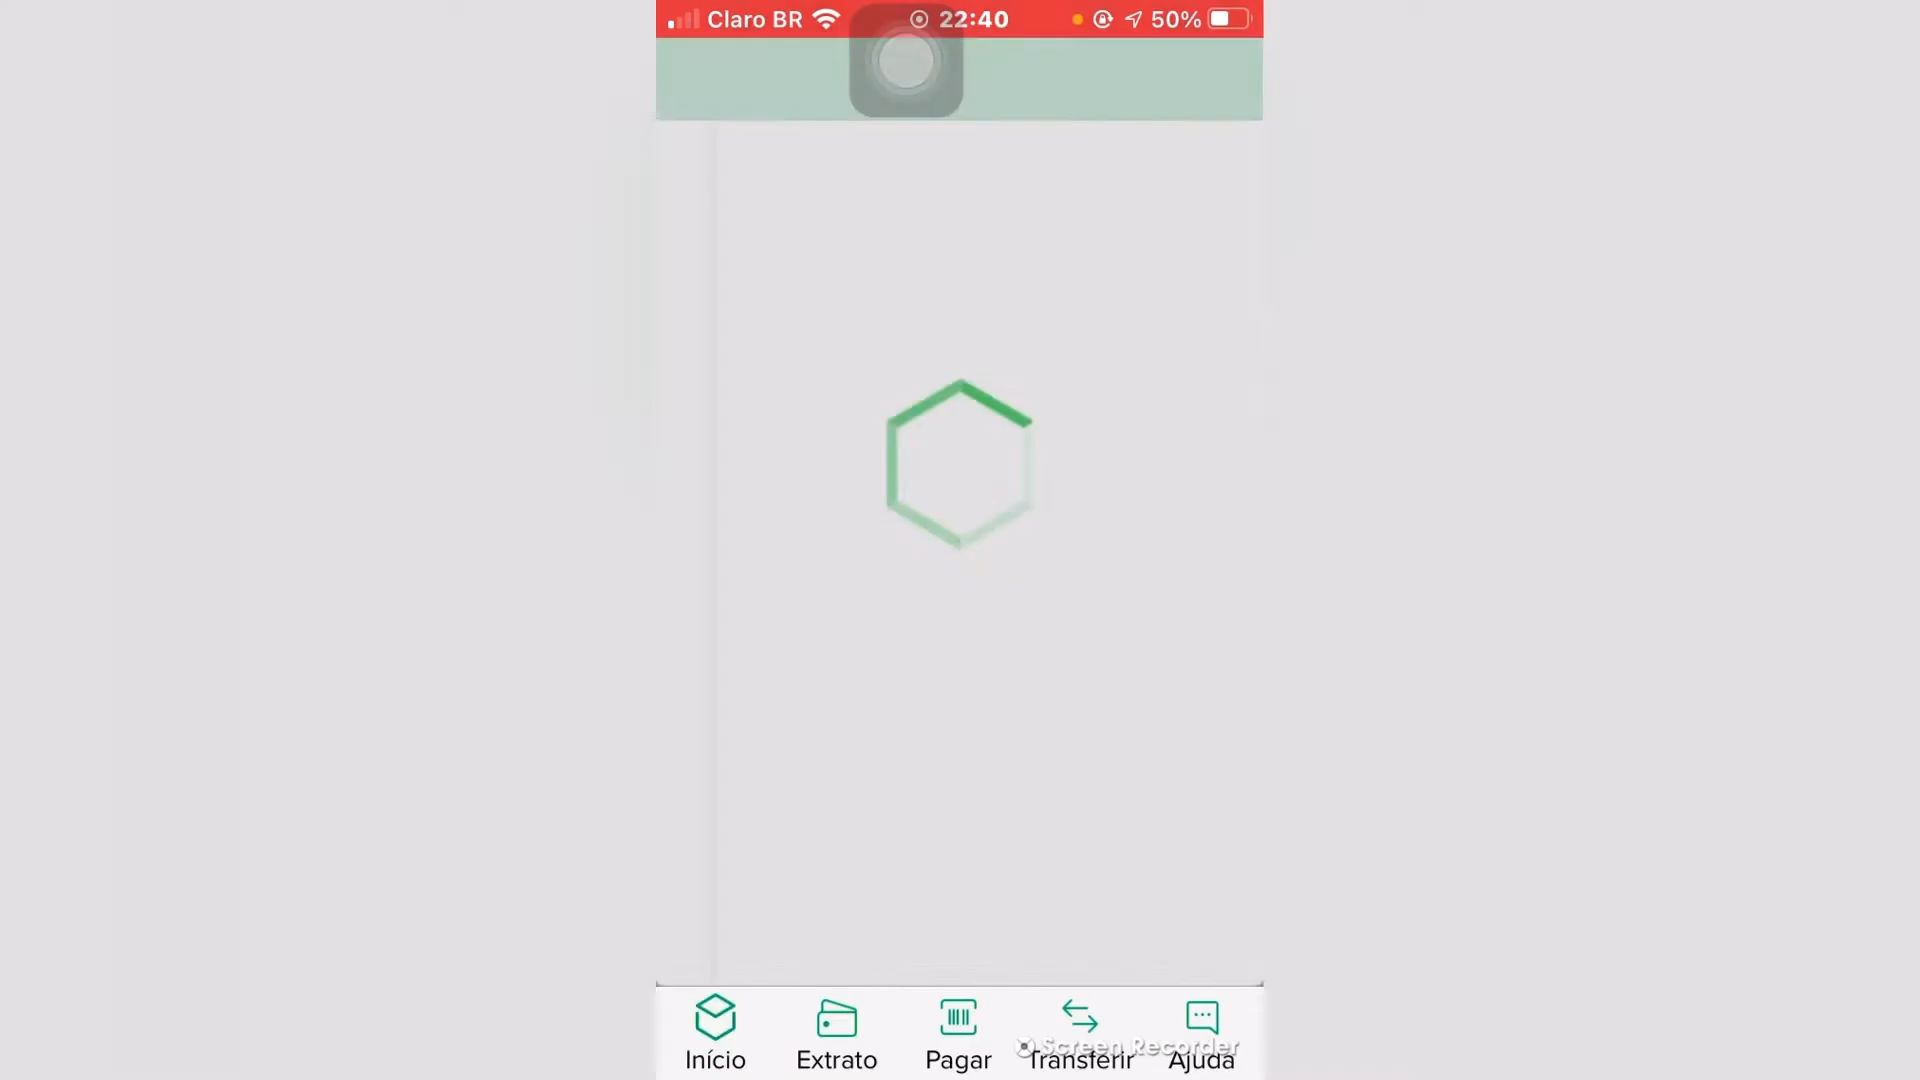 Claro BR 22:40 50%
Início Extrato Pagar Transferir Ajuda
Screen Recorder